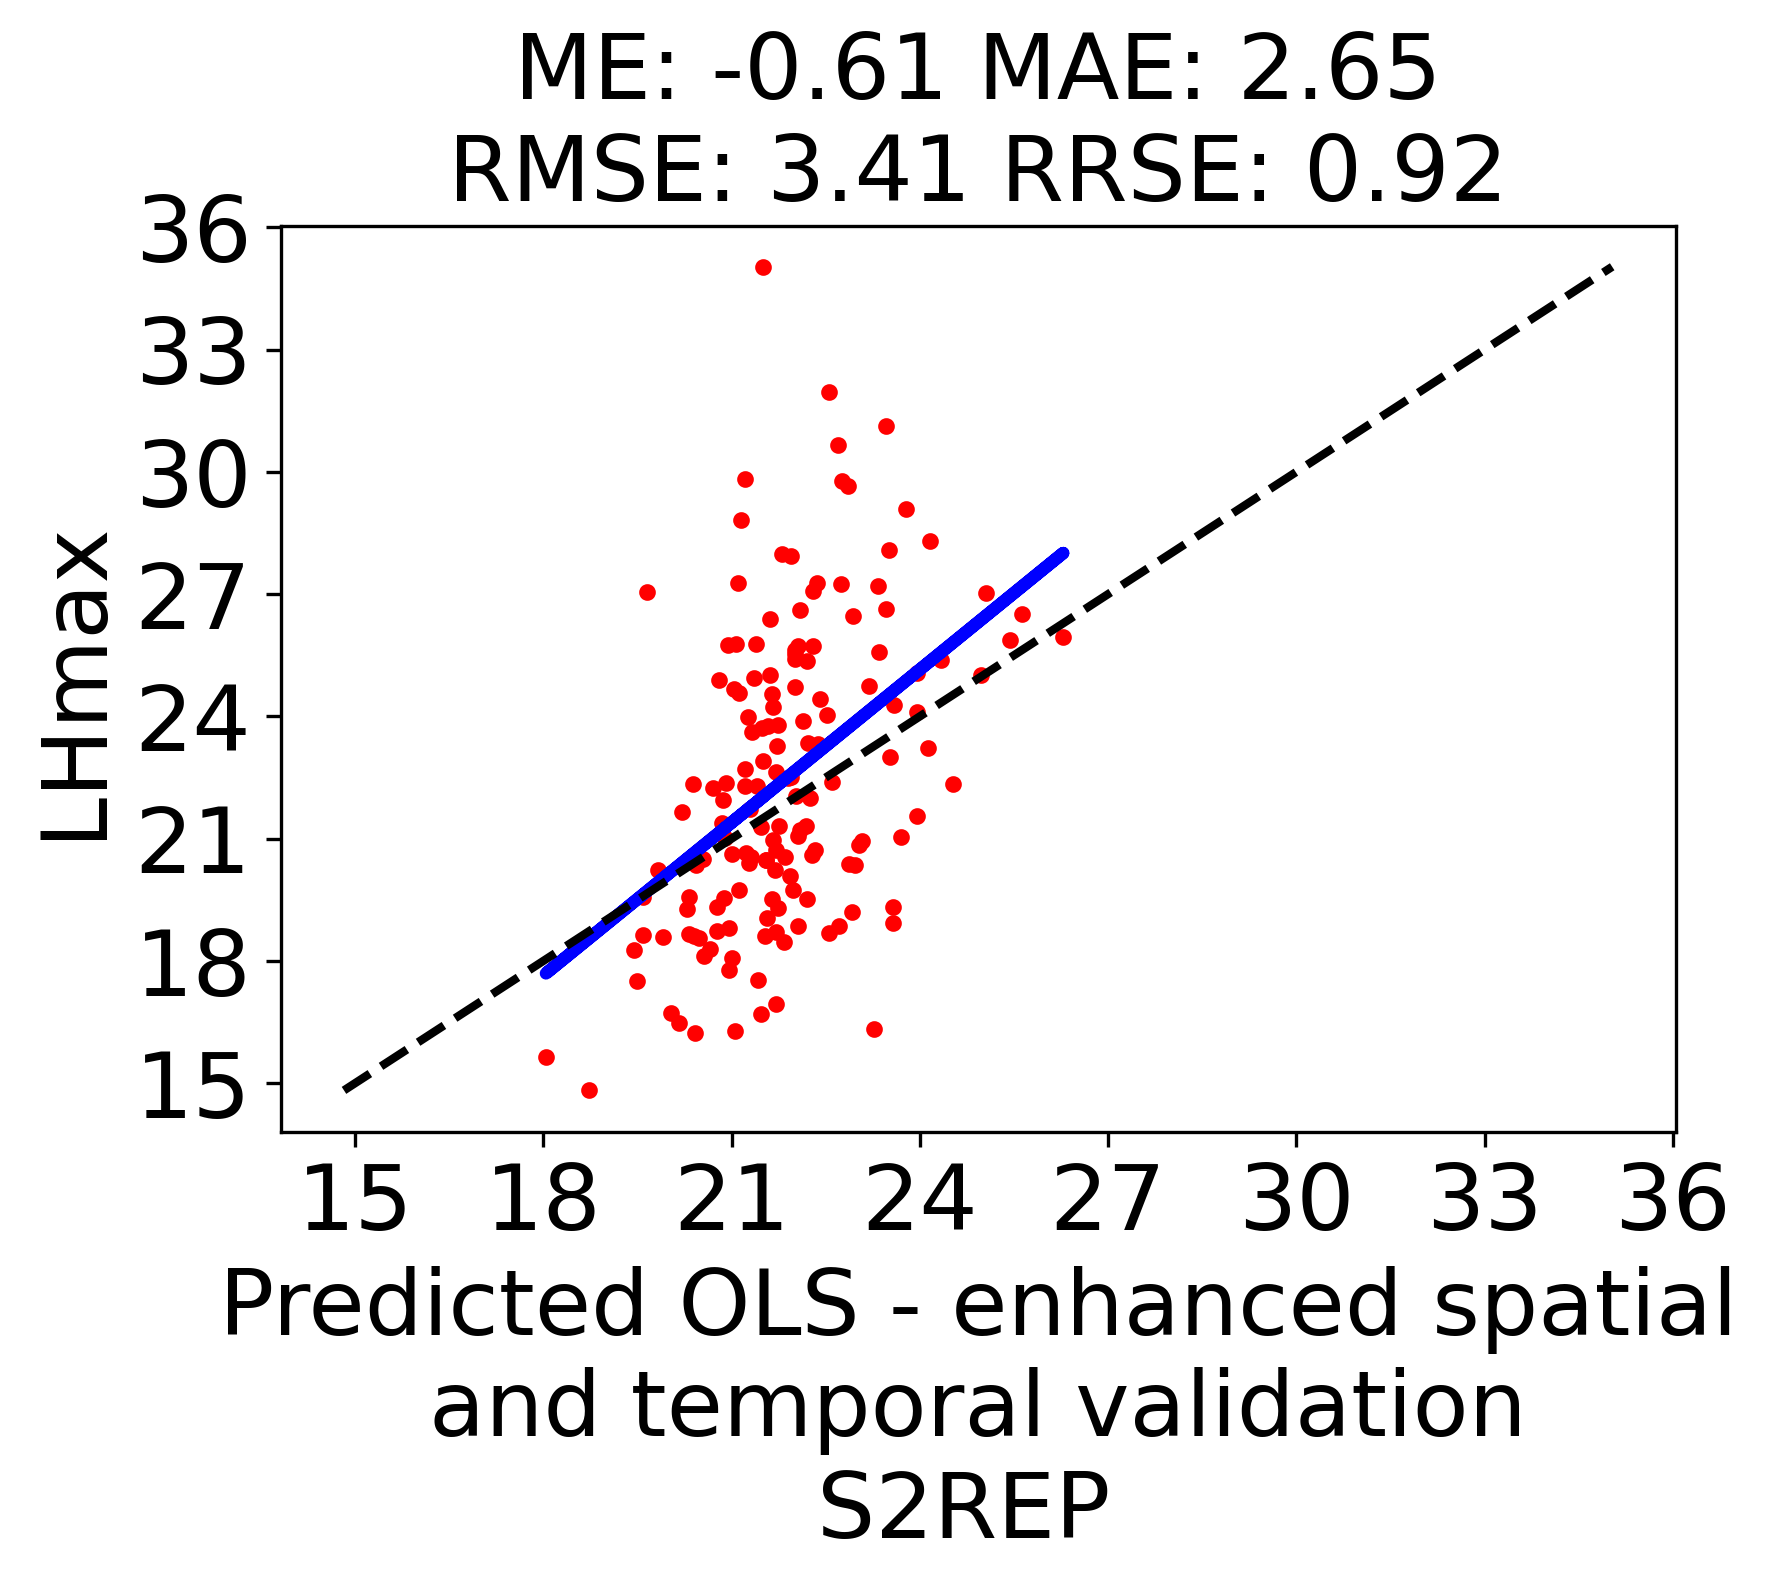 ME: -0.61 MAE: 2.65
RMSE: 3.41 RRSE: 0.92
36
33
30
27
24
21
18
15
LHmax
15 18 21 24 27 30 33 36
Predicted OLS - enhanced spatial
and temporal validation
S2REP